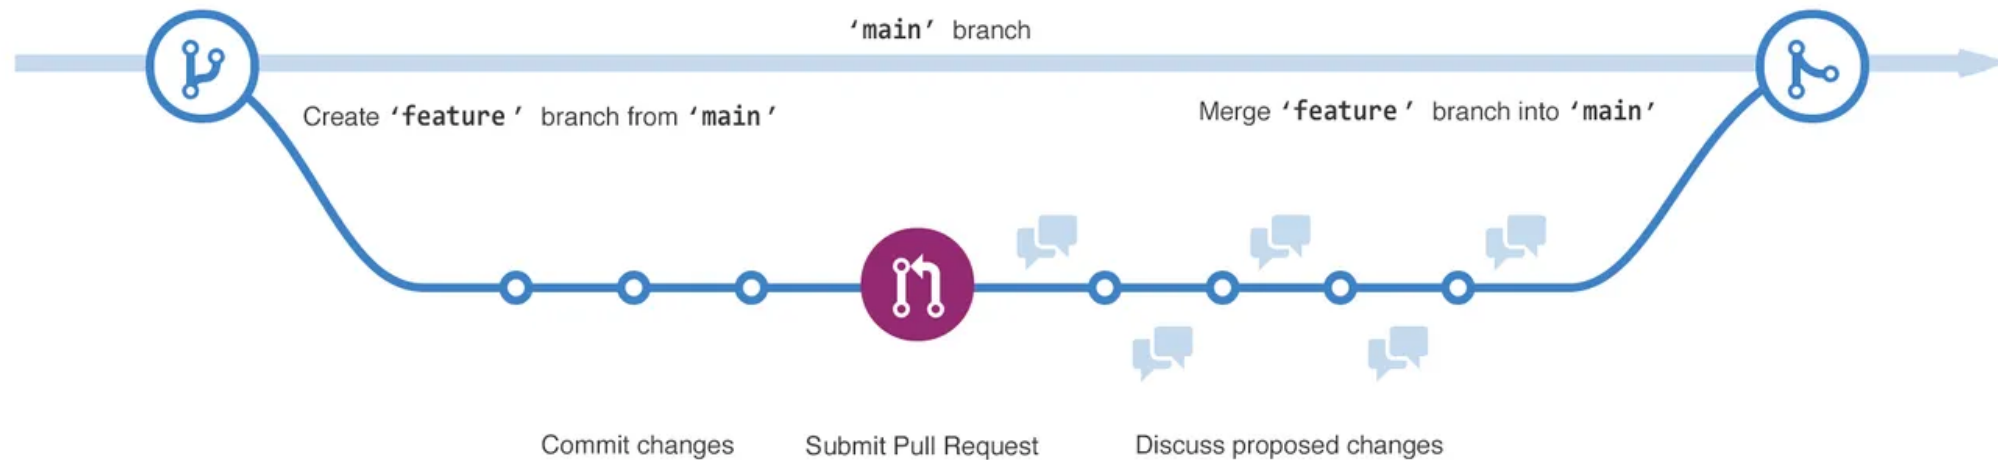 ‘main’ branch
Create ‘feature’ branch from ‘main’
Merge ‘feature’ branch into ‘main’
Commit changes
Submit Pull Request
Discuss proposed changes